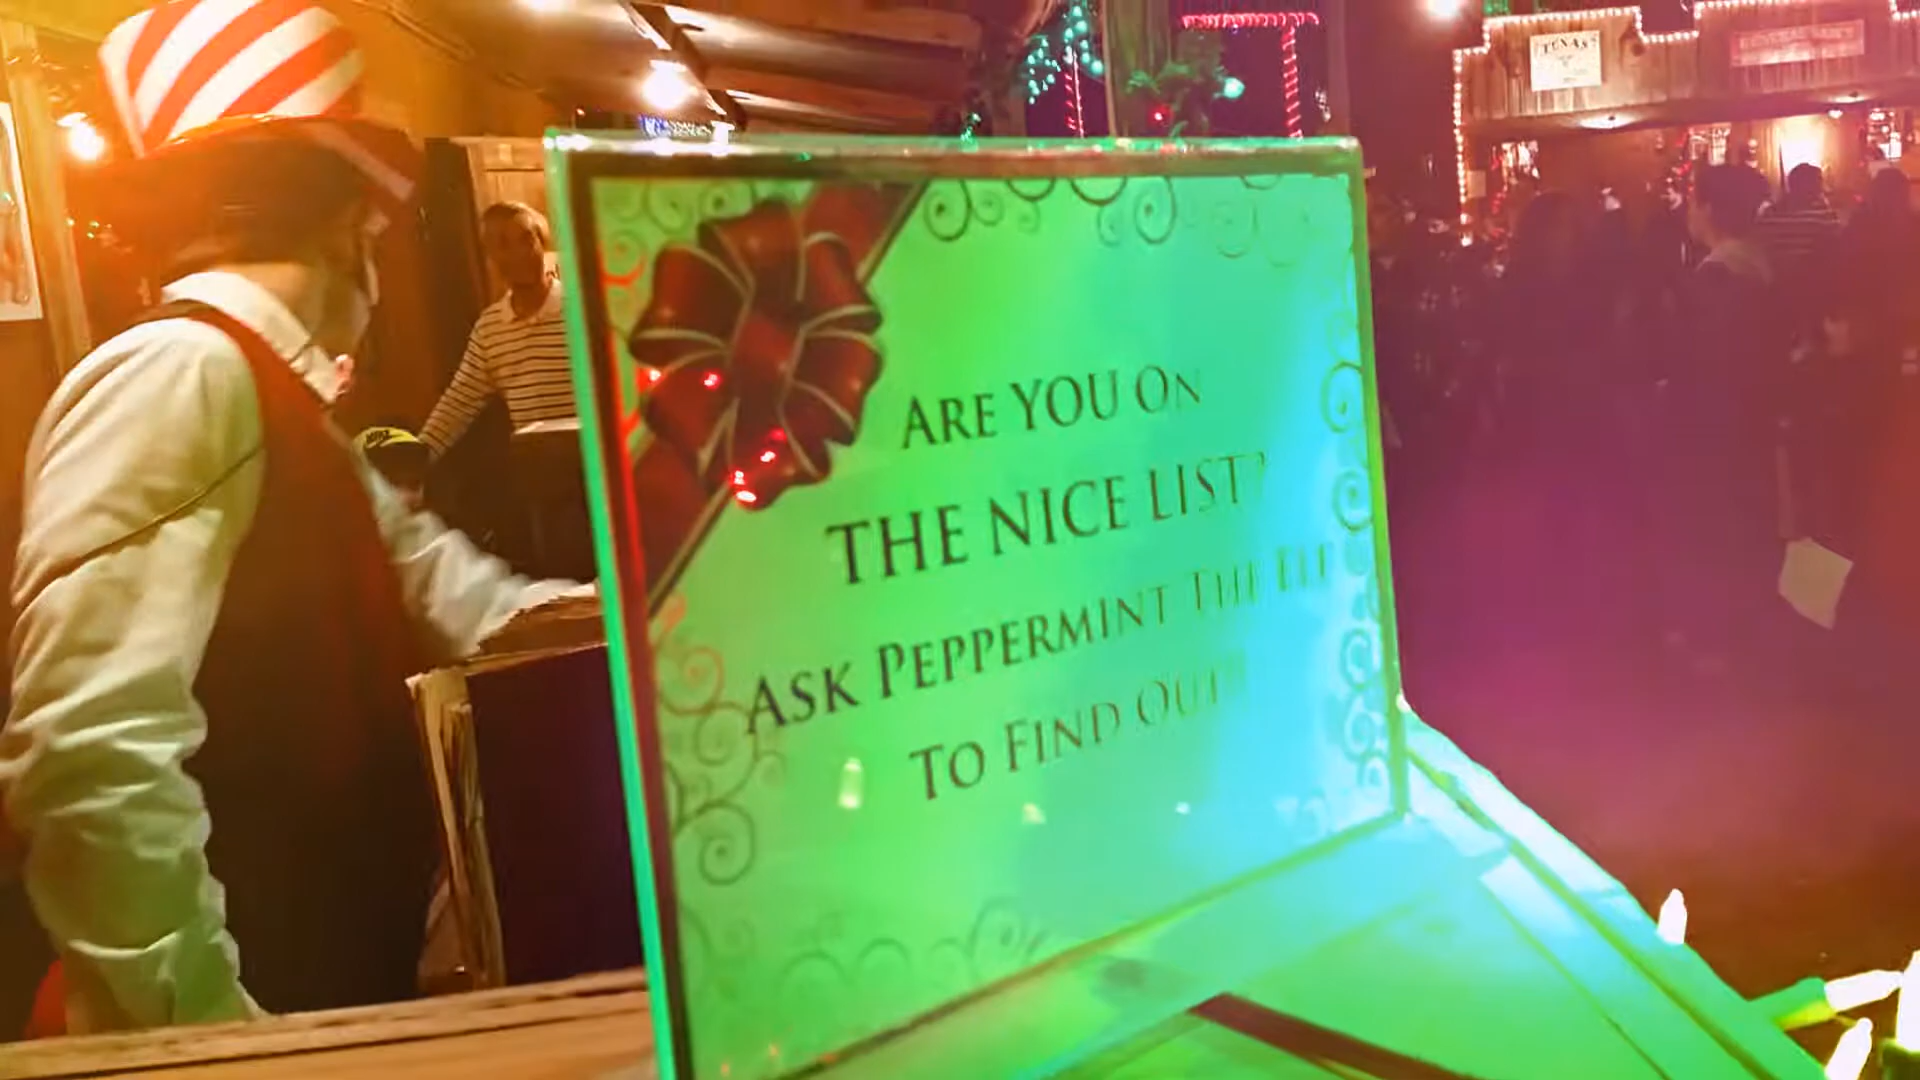 ARE YOU ON
THE NICE LIST?
ASK PEPPERMINT THE ELF
TO FIND OUT!